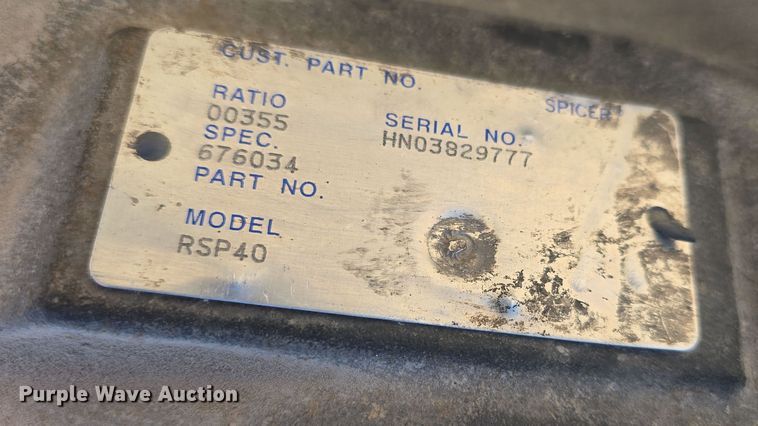 CUST. PART NO.
SPICER
RATIO
00355
SERIAL NO.
HN03829777
SPEC.
676034
PART NO.
MODEL
RSP40
Purple Wave Auction